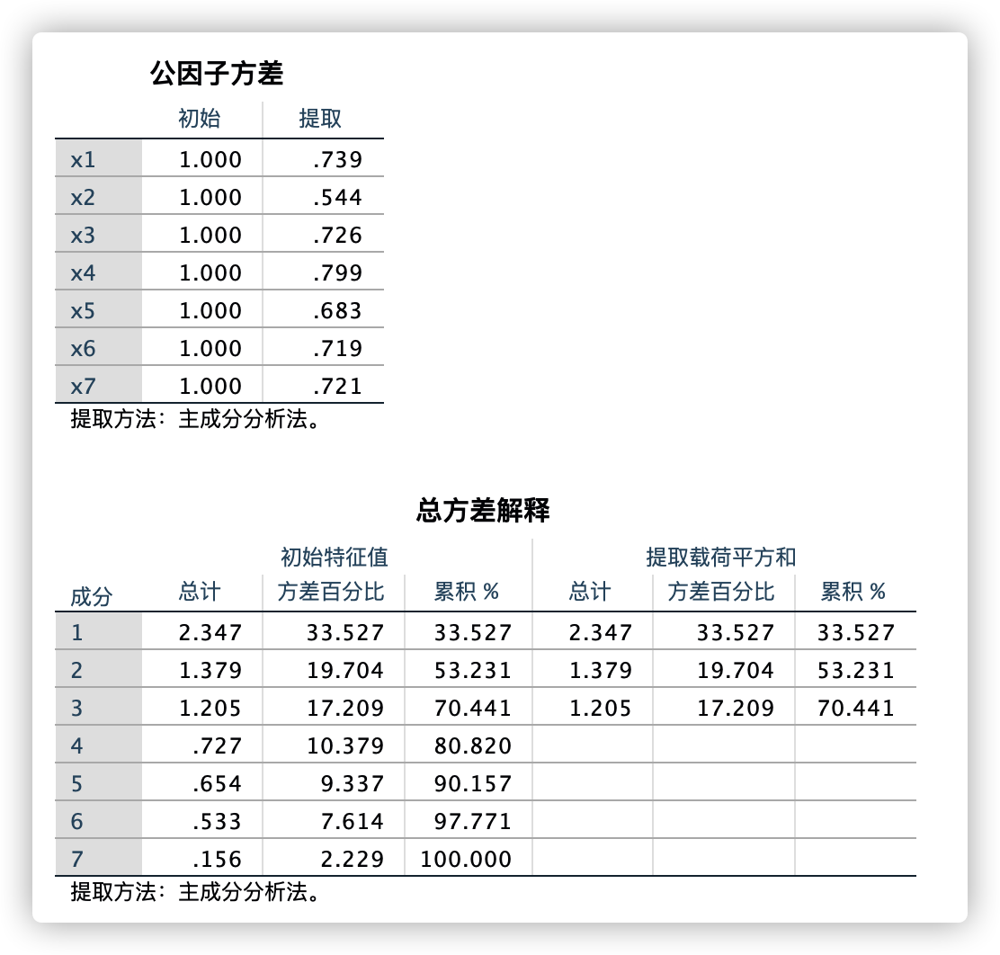 公因子方差
初始 提取
x1 1.000 .739
x2 1.000 .544
x3 1.000 .726
x4 1.000 .799
x5 1.000 .683
x6 1.000 .719
x7 1.000 .721
提取方法：主成分分析法。
总方差解释
初始特征值 提取载荷平方和
成分 总计 方差百分比 累积 % 总计 方差百分比 累积 %
1 2.347 33.527 33.527 2.347 33.527 33.527
2 1.379 19.704 53.231 1.379 19.704 53.231
3 1.205 17.209 70.441 1.205 17.209 70.441
4 .727 10.379 80.820
5 .654 9.337 90.157
6 .533 7.614 97.771
7 .156 2.229 100.000
提取方法：主成分分析法。